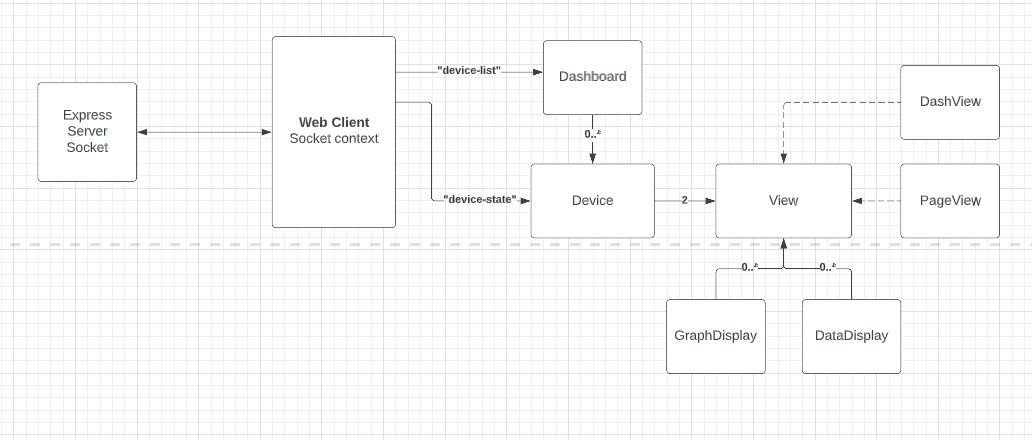 Express
Server
Socket
Web Client
Socket context
"device-list"
"device-state"
Dashboard
0..*
Device
2
View
DashView
PageView
0..*
0..*
GraphDisplay
DataDisplay